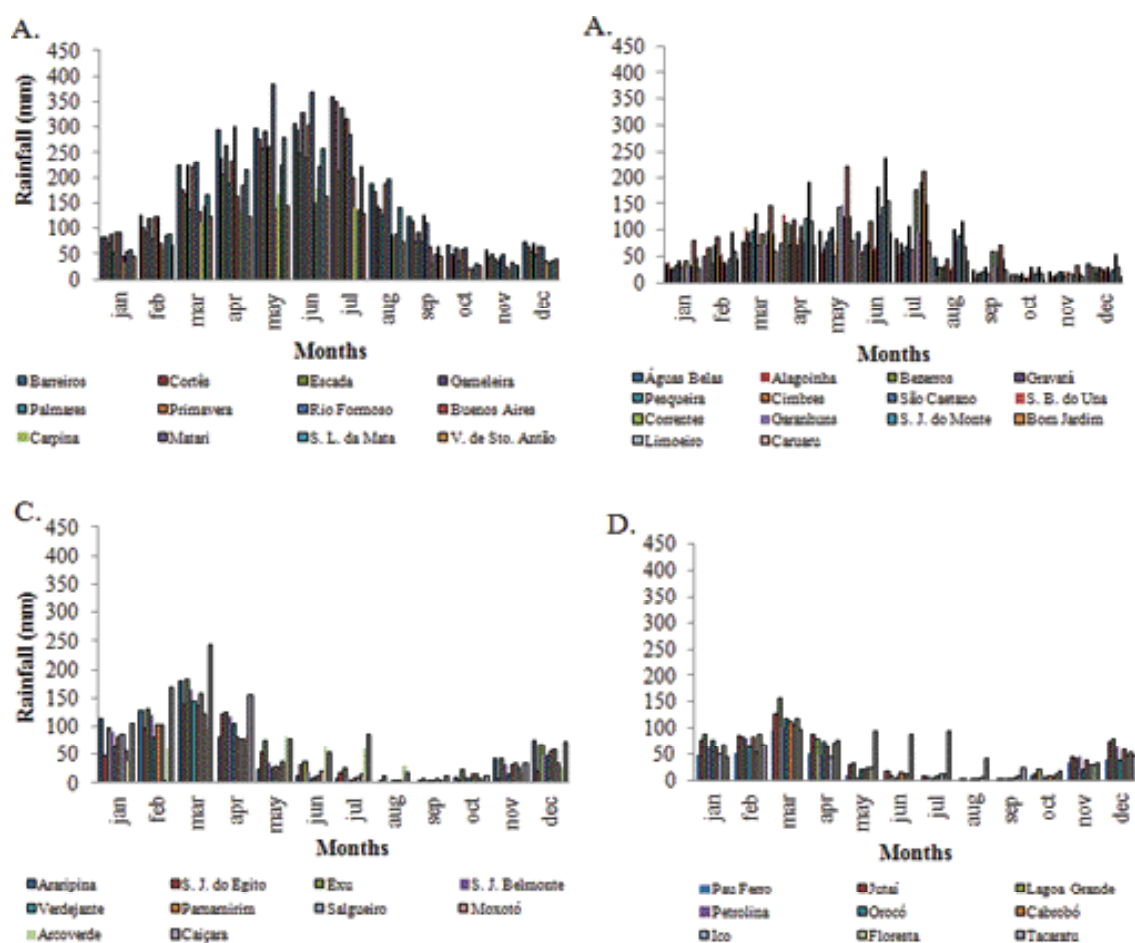 A.
450
400
350
300
250
200
150
100
50
0
Rainfall (mm)
jan feb mar apr may jun jul aug sep oct nov dec
Months
Barreiros Cortês Escada Gameleira
Palmares Primavera Rio Formoso Buenos Aires
Carpina Matari S. L. da Mata V. de Sto. Antão
A.
450
400
350
300
250
200
150
100
50
0
jan feb mar apr may jun jul aug sep oct nov dec
Months
Águas Belas Alagoinha Bezerros Gravatá
Pesqueira Cimbres São Caetano S. B. do Una
Correntes Garanhuns S. J. do Monte Bom Jardim
Limoeiro Caruaru
C.
450
400
350
300
250
200
150
100
50
0
Rainfall (mm)
jan feb mar apr may jun jul aug sep oct nov dec
Months
Araripina S. J. do Egito Exu S. J. Belmonte
Verdejante Parnamirim Salgueiro Moxotó
Arcoverde Caiçara
D.
450
400
350
300
250
200
150
100
50
0
jan feb mar apr may jun jul aug sep oct nov dec
Months
Pau Ferro Jutaí Lagoa Grande
Petrolina Orocó Cabrobó
Ico Floresta Tacaratu